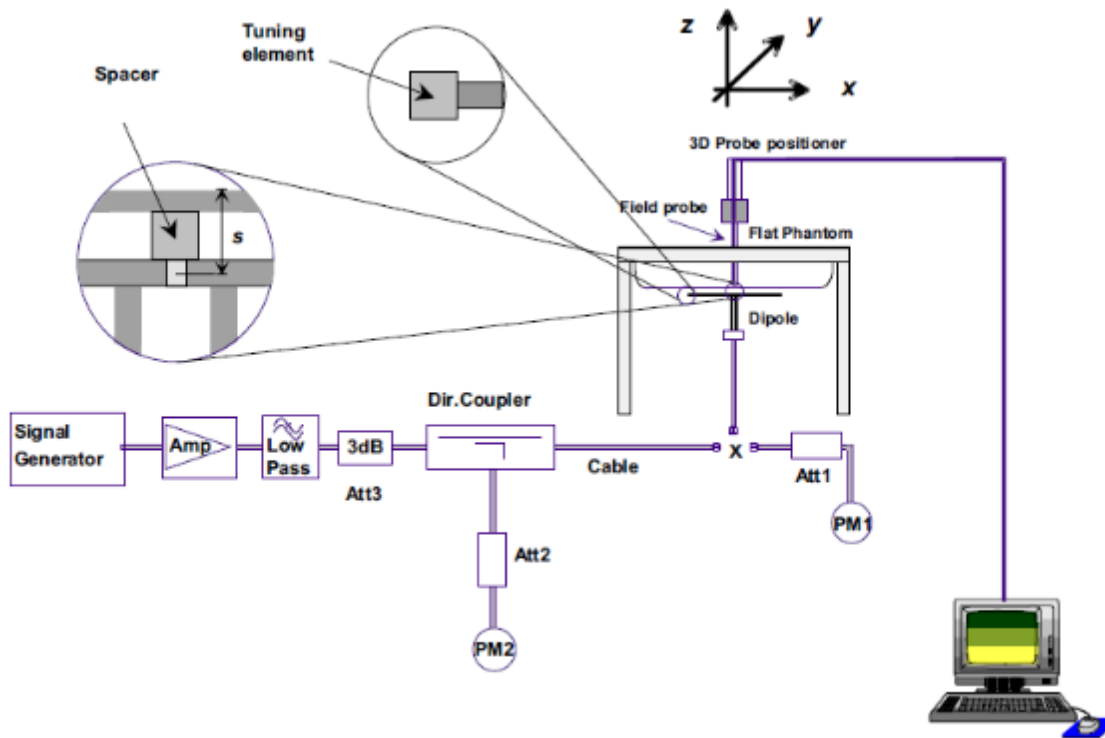 Tuning
element
Spacer
s
z
y
x
3D Probe positioner
Field probe
Flat Phantom
Dipole
Dir.Coupler
Signal
Generator
Amp
Low
Pass
3dB
Att3
Cable
X
Att1
PM1
Att2
PM2